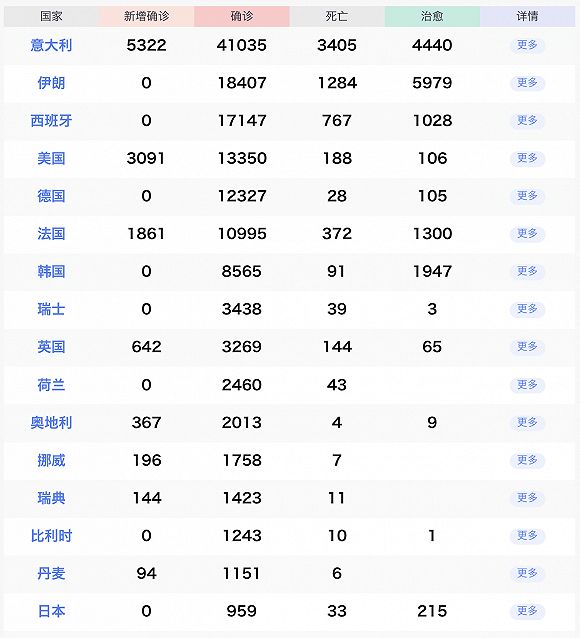 国家 新增确诊 确诊 死亡 治愈 详情
意大利 5322 41035 3405 4440 更多
伊朗 0 18407 1284 5979 更多
西班牙 0 17147 767 1028 更多
美国 3091 13350 188 106 更多
德国 0 12327 28 105 更多
法国 1861 10995 372 1300 更多
韩国 0 8565 91 1947 更多
瑞士 0 3438 39 3 更多
英国 642 3269 144 65 更多
荷兰 0 2460 43 更多
奥地利 367 2013 4 9 更多
挪威 196 1758 7 更多
瑞典 144 1423 11 更多
比利时 0 1243 10 1 更多
丹麦 94 1151 6 更多
日本 0 959 33 215 更多